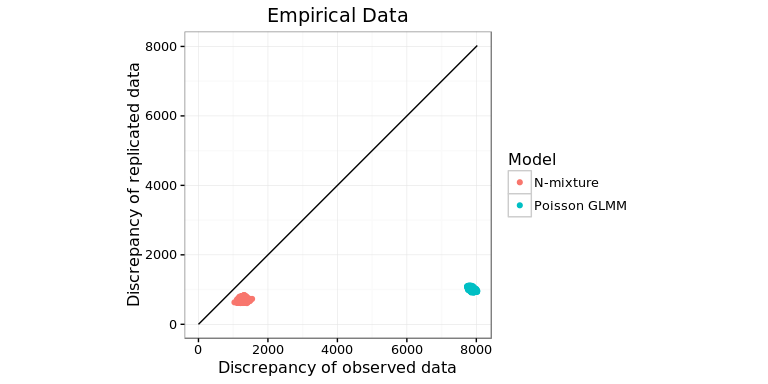 Empirical Data
Discrepancy of replicated data
8000
6000
4000
2000
0
0 2000 4000 6000 8000
Discrepancy of observed data
Model
N-mixture
Poisson GLMM